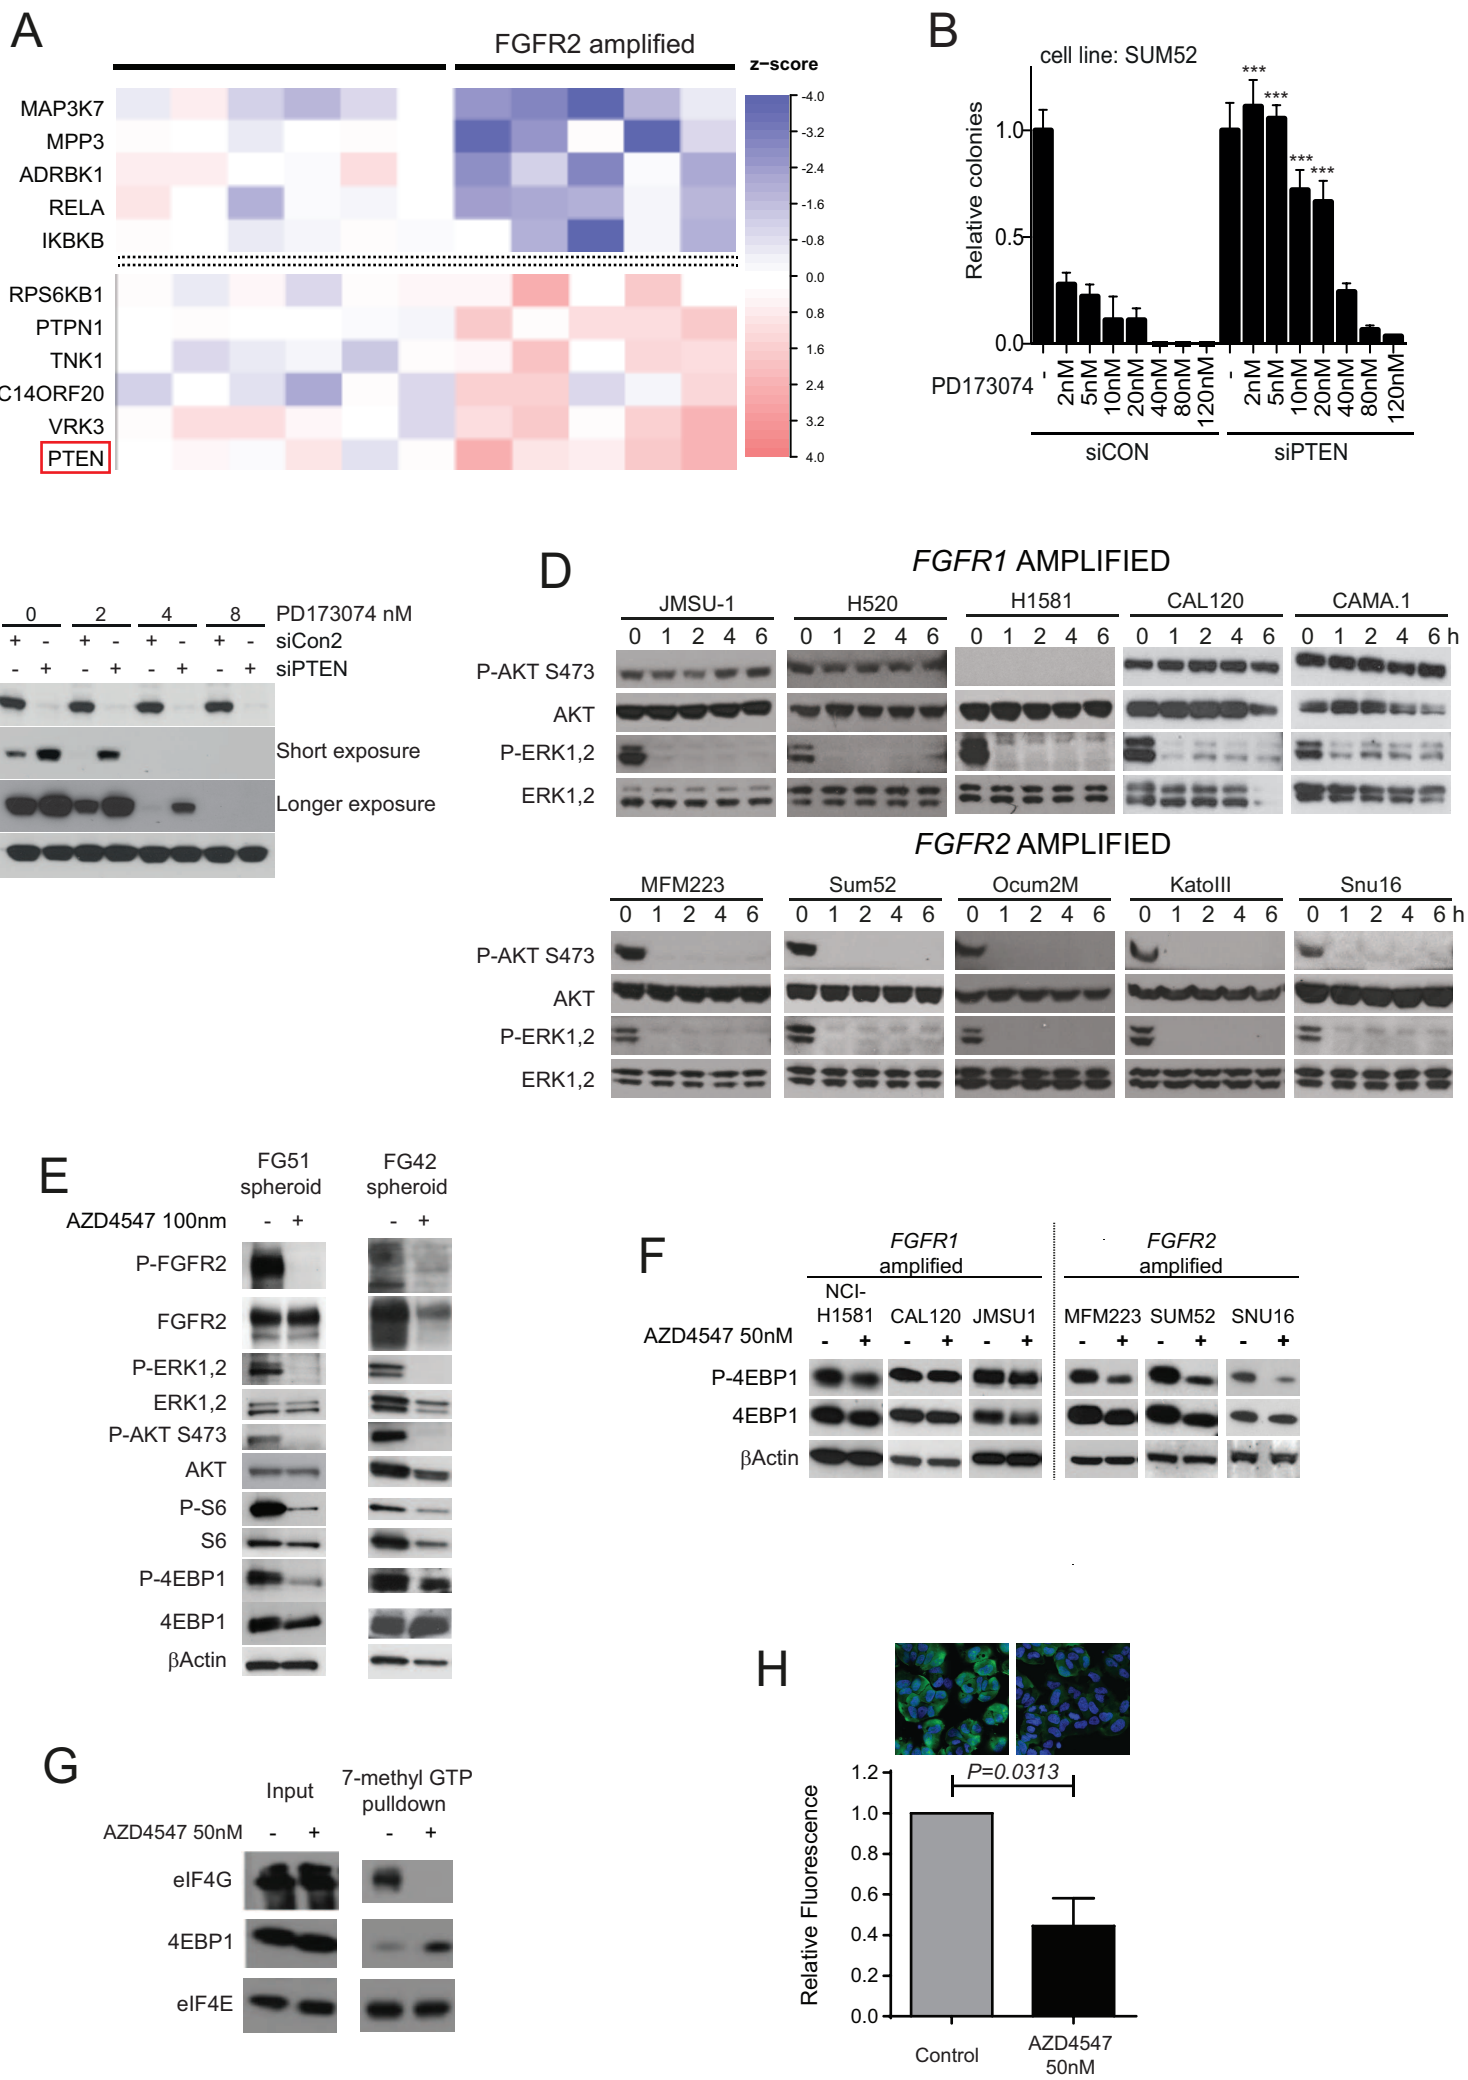 A
FGFR2 amplified
z-score
MAP3K7
MPP3
ADRBK1
RELA
IKBKB
RPS6KB1
PTPN1
TNK1
C14ORF20
VRK3
PTEN
-4.0
-3.2
-2.4
-1.6
-0.8
0.0
0.8
1.6
2.4
3.2
4.0
B
cell line: SUM52
Relative colonies
1.0
0.5
0.0
*** *** *** ***
PD173074 - 2nM 5nM 10nM 20nM 40nM 80nM 120nM - 2nM 5nM 10nM 20nM 40nM 80nM 120nM
siCON siPTEN
0 2 4 8 PD173074 nM
+ - + - + - + - siCon2
- + - + - + - + siPTEN
Short exposure
Longer exposure
D
FGFR1 AMPLIFIED
JMSU-1 H520 H1581 CAL120 CAMA.1
0 1 2 4 6 0 1 2 4 6 0 1 2 4 6 0 1 2 4 6 0 1 2 4 6 h
P-AKT S473
AKT
P-ERK1,2
ERK1,2
FGFR2 AMPLIFIED
MFM223 Sum52 Ocum2M KatoIII Snu16
0 1 2 4 6 0 1 2 4 6 0 1 2 4 6 0 1 2 4 6 0 1 2 4 6 h
P-AKT S473
AKT
P-ERK1,2
ERK1,2
E
FG51 spheroid
FG42 spheroid
AZD4547 100nm - + - +
P-FGFR2
FGFR2
P-ERK1,2
ERK1,2
P-AKT S473
AKT
P-S6
S6
P-4EBP1
4EBP1
βActin
F
FGFR1 amplified
FGFR2 amplified
NCI-
H1581 CAL120 JMSU1 MFM223 SUM52 SNU16
AZD4547 50nM - + - + - + - + - + - +
P-4EBP1
4EBP1
βActin
G
Input
7-methyl GTP
pulldown
AZD4547 50nM - + - +
eIF4G
4EBP1
eIF4E
H
P=0.0313
Relative Fluorescence
1.2
1.0
0.8
0.6
0.4
0.2
0.0
Control
AZD4547
50nM